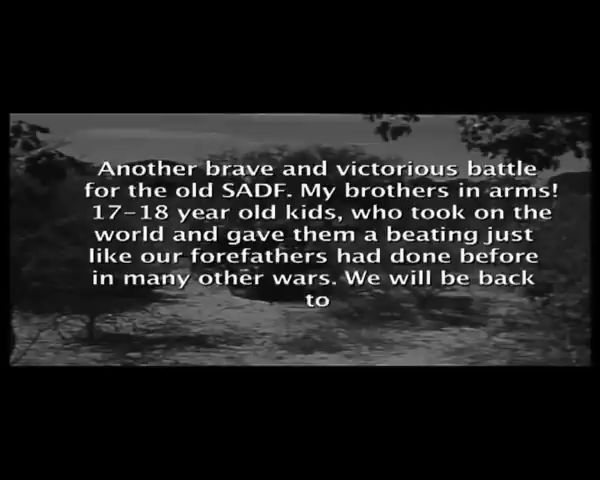 Another brave and victorious battle
for the old SADF. My brothers in arms!
17-18 year old kids, who took on the
world and gave them a beating just
like our forefathers had done before
in many other wars. We will be back
to